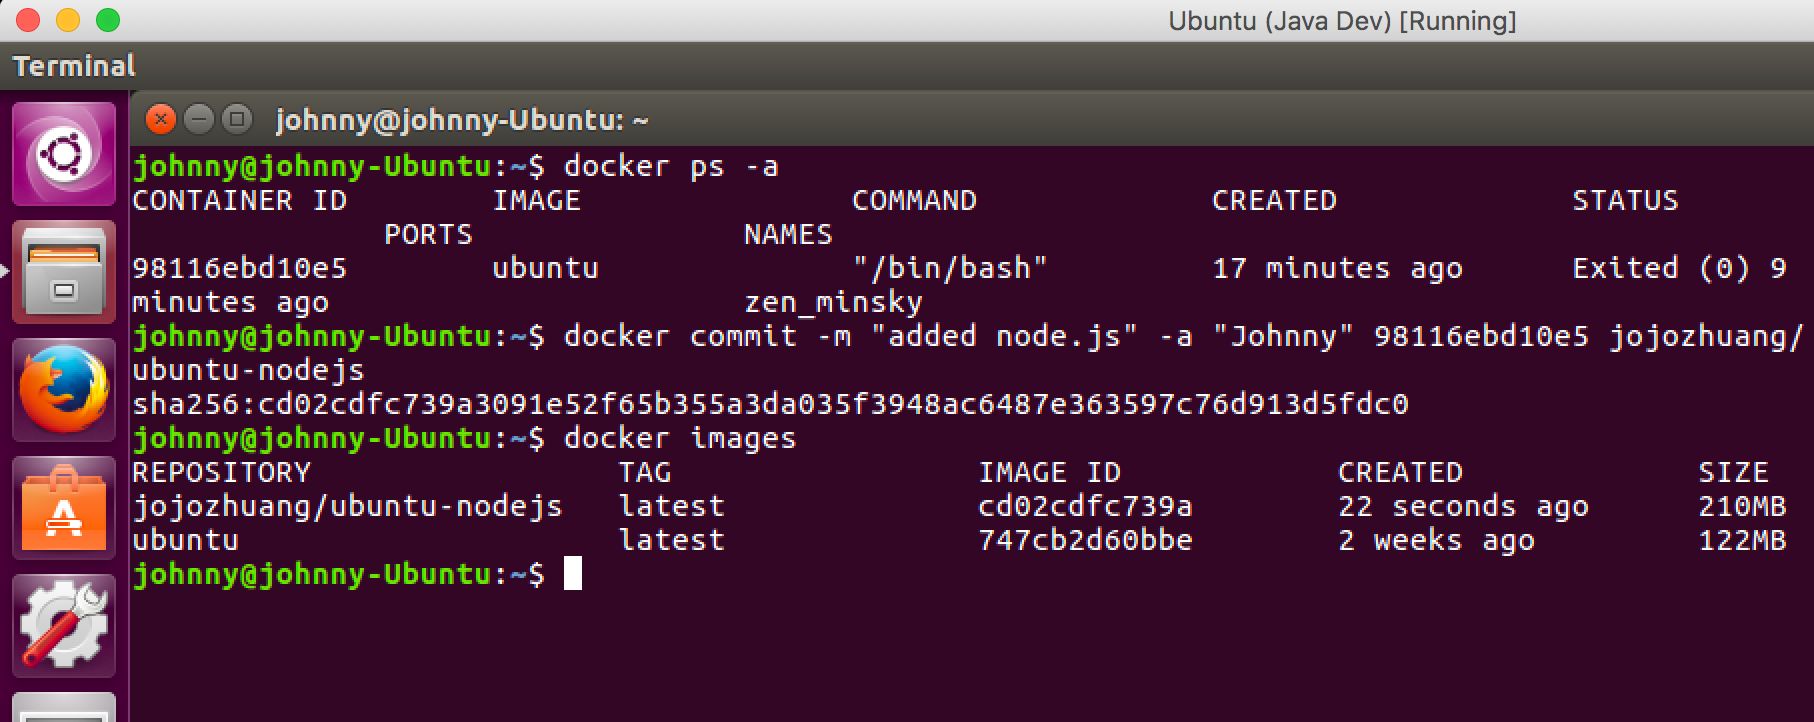 Ubuntu (Java Dev) [Running]
Terminal
johnny@johnny-Ubuntu: ~
johnny@johnny-Ubuntu:~$ docker ps -a
CONTAINER ID        IMAGE               COMMAND             CREATED             STATUS
              PORTS               NAMES
98116ebd10e5        ubuntu              "/bin/bash"         17 minutes ago      Exited (0) 9
minutes ago                       zen_minsky
johnny@johnny-Ubuntu:~$ docker commit -m "added node.js" -a "Johnny" 98116ebd10e5 jojozhuang/
ubuntu-nodejs
sha256:cd02cdfc739a3091e52f65b355a3da035f3948ac6487e363597c76d913d5fdc0
johnny@johnny-Ubuntu:~$ docker images
REPOSITORY                 TAG                 IMAGE ID            CREATED             SIZE
jojozhuang/ubuntu-nodejs   latest              cd02cdfc739a        22 seconds ago      210MB
ubuntu                     latest              747cb2d60bbe        2 weeks ago         122MB
johnny@johnny-Ubuntu:~$